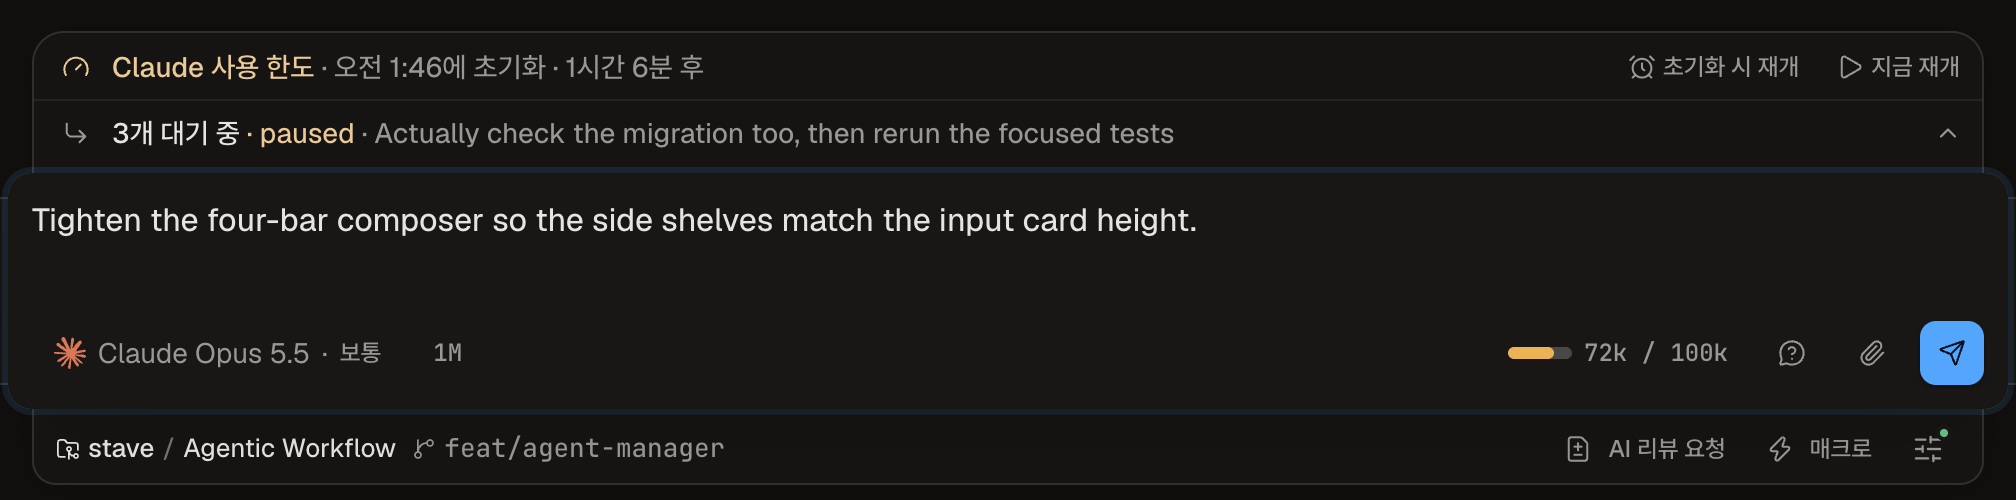 Claude 사용 한도 · 오전 1:46에 초기화 · 1시간 6분 후 초기화 시 재개 지금 재개
3개 대기 중 · paused · Actually check the migration too, then rerun the focused tests
Tighten the four-bar composer so the side shelves match the input card height.
Claude Opus 5.5 · 보통 1M 72k / 100k
stave / Agentic Workflow feat/agent-manager AI 리뷰 요청 매크로